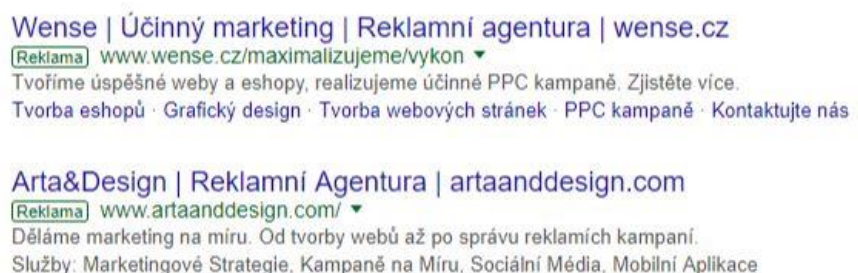 Wense | Účinný marketing | Reklamní agentura | wense.cz
Reklama www.wense.cz/maximalizujeme/vykon
Tvoříme úspěšné weby a eshopy, realizujeme účinné PPC kampaně. Zjistěte více.
Tvorba eshopů · Grafický design · Tvorba webových stránek · PPC kampaně · Kontaktujte nás
Arta&Design | Reklamní Agentura | artaanddesign.com
Reklama www.artaanddesign.com/
Děláme marketing na míru. Od tvorby webů až po správu reklamích kampaní.
Služby: Marketingové Strategie, Kampaně na Míru, Sociální Média, Mobilní Aplikace